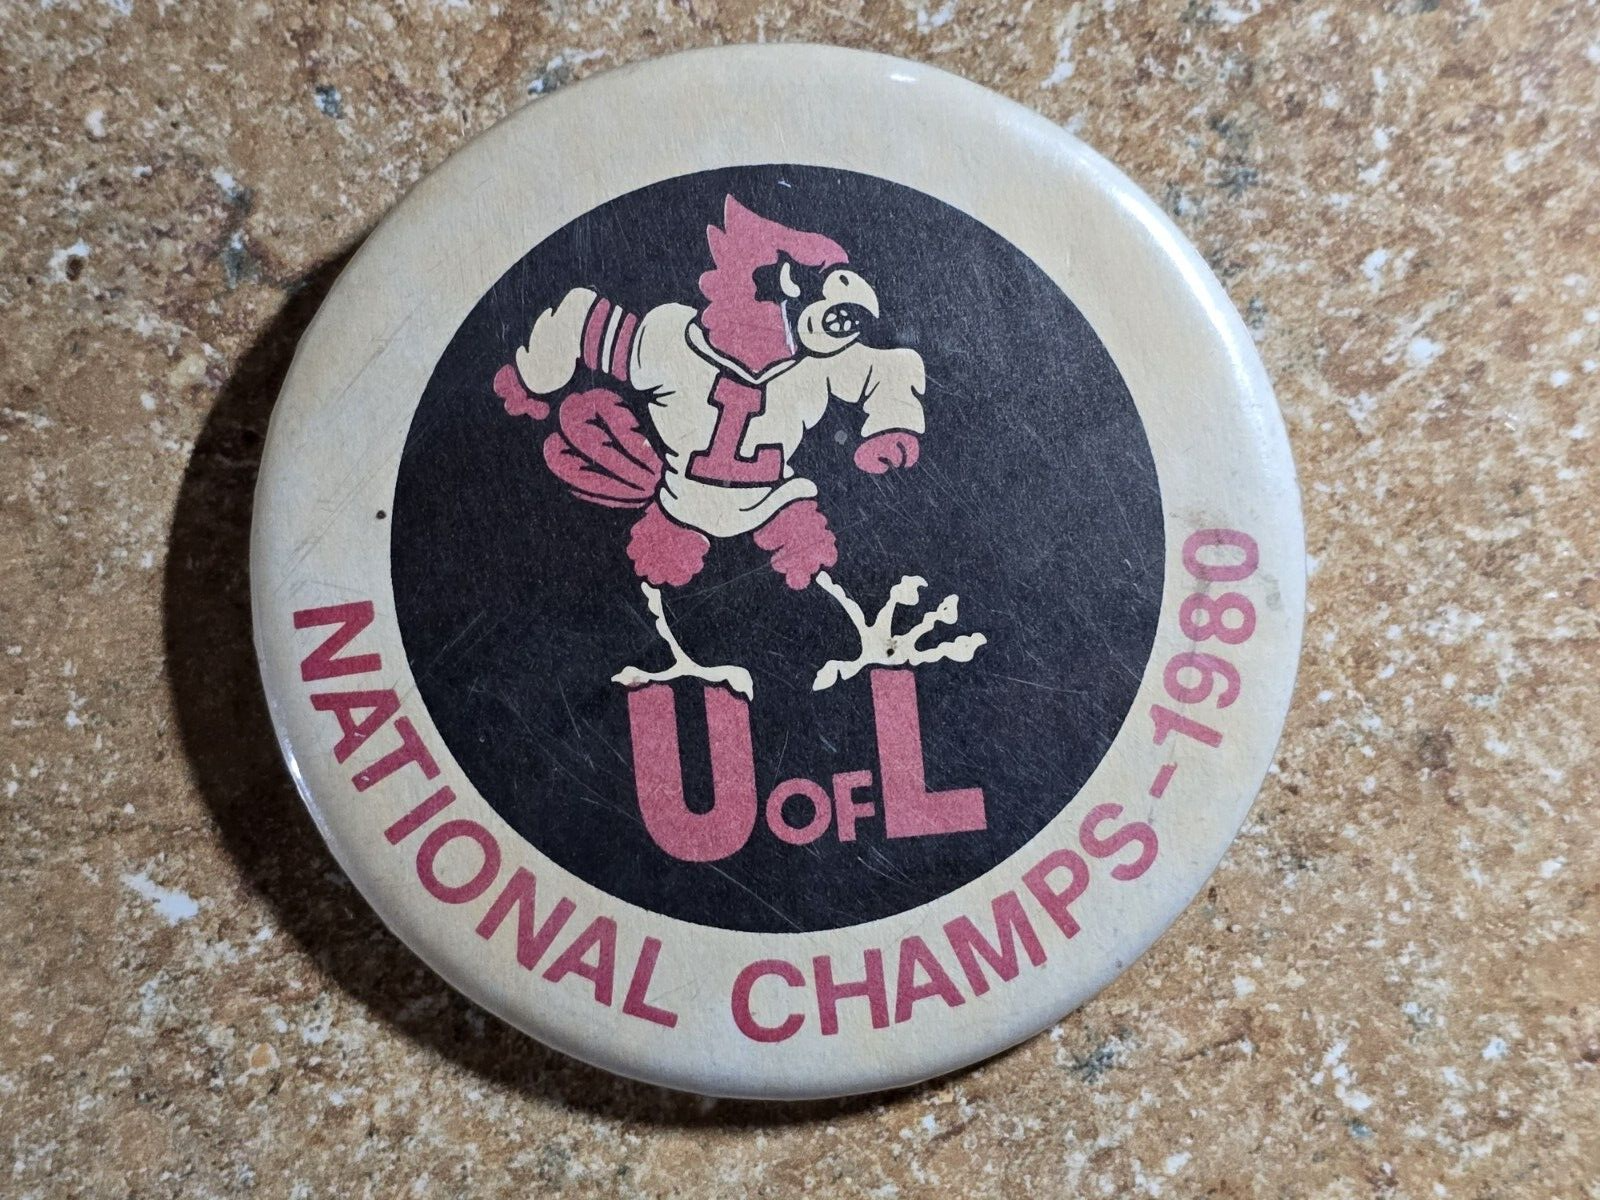 L
U OF L
NATIONAL CHAMPS-1980